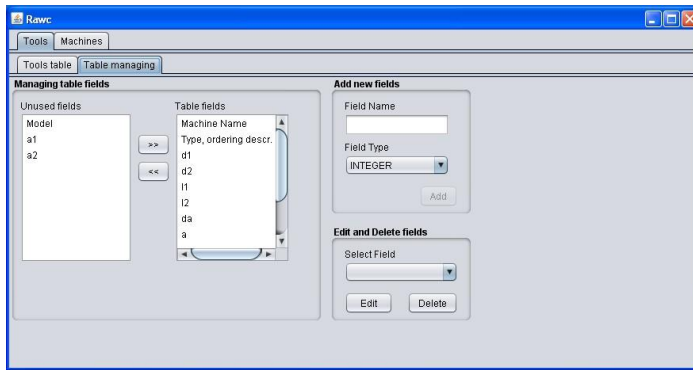 Rawc
Tools Machines
Tools table Table managing
Managing table fields
Unused fields
Model
a1
a2
>>
<<
Table fields
Machine Name
Type, ordering descr.
d1
d2
l1
l2
da
a
Add new fields
Field Name
Field Type
INTEGER
Add
Edit and Delete fields
Select Field
Edit Delete